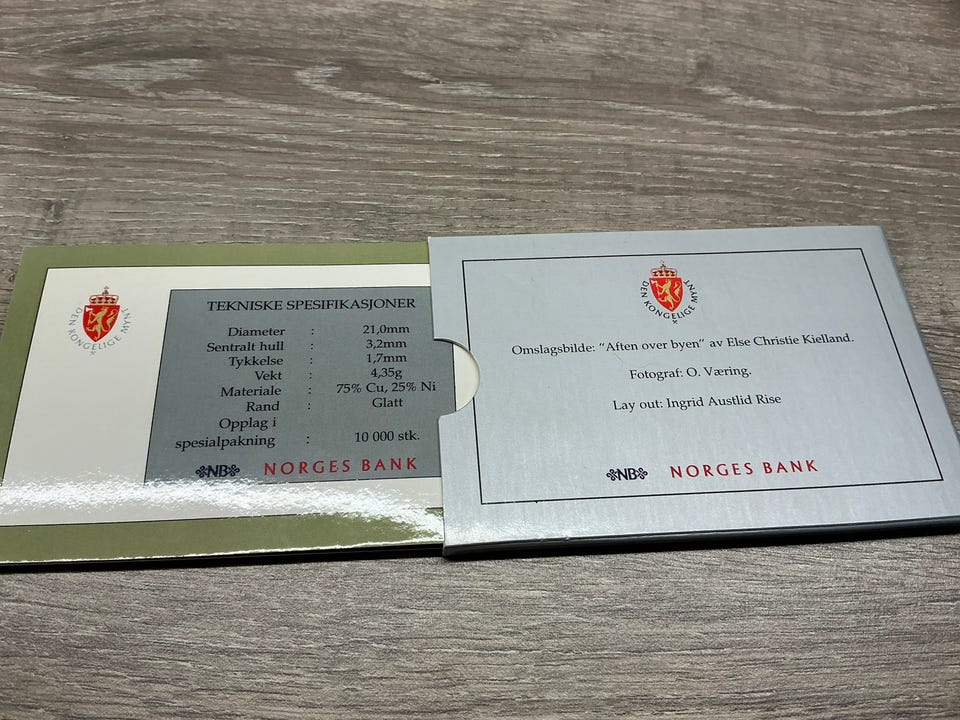 DEN KONGELIGE MYNT
TEKNISKE SPESIFIKASJONER
Diameter : 21,0mm
Sentralt hull : 3,2mm
Tykkelse : 1,7mm
Vekt : 4,35g
Materiale : 75% Cu, 25% Ni
Rand : Glatt
Opplag i
spesialpakning : 10 000 stk.
NB NORGES BANK
DEN KONGELIGE MYNT
Omslagsbilde: "Aften over byen" av Else Christie Kielland.
Fotograf: O. Væring.
Lay out: Ingrid Austlid Rise
NB NORGES BANK